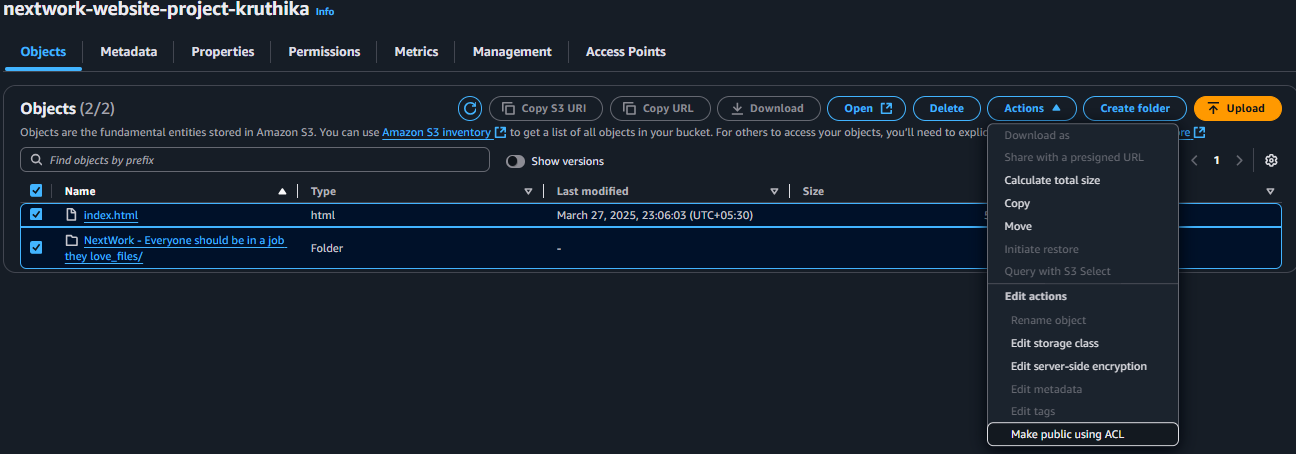 nextwork-website-project-kruthika Info
Objects Metadata Properties Permissions Metrics Management Access Points
Objects (2/2) Copy S3 URI Copy URL Download Open Delete Actions Create folder Upload
Objects are the fundamental entities stored in Amazon S3. You can use Amazon S3 inventory to get a list of all objects in your bucket. For others to access your objects, you'll need to
Find objects by prefix Show versions 1
Name Type Last modified Size
index.html html March 27, 2025, 23:06:03 (UTC+05:30)
NextWork - Everyone should be in a job
they love_files/ Folder -
Download as
Share with a presigned URL
Calculate total size
Copy
Move
Initiate restore
Query with S3 Select
Edit actions
Rename object
Edit storage class
Edit server-side encryption
Edit metadata
Edit tags
Make public using ACL